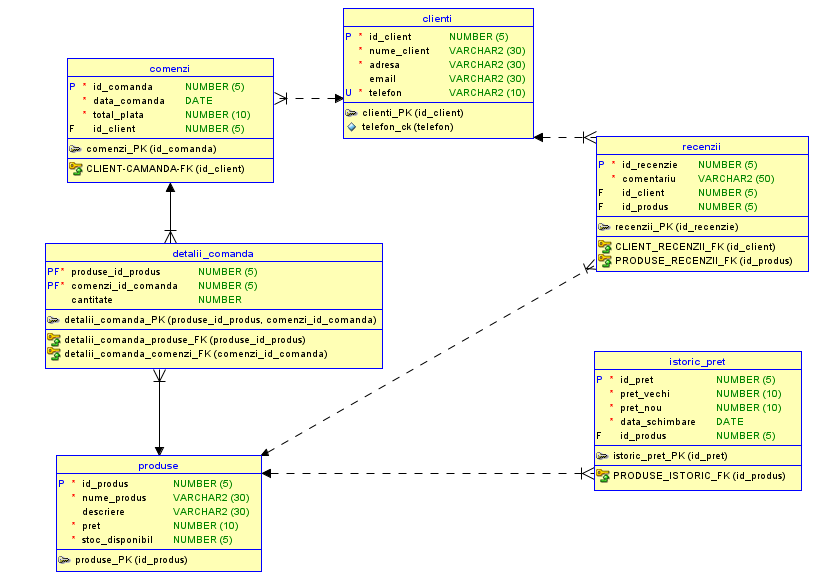 clienti
P * id_client NUMBER (5)
* nume_client VARCHAR2 (30)
* adresa VARCHAR2 (30)
email VARCHAR2 (30)
U * telefon VARCHAR2 (10)
clienti_PK (id_client)
telefon_ck (telefon)
comenzi
P * id_comanda NUMBER (5)
* data_comanda DATE
* total_plata NUMBER (10)
F id_client NUMBER (5)
comenzi_PK (id_comanda)
CLIENT-CAMANDA-FK (id_client)
recenzii
P * id_recenzie NUMBER (5)
* comentariu VARCHAR2 (50)
F id_client NUMBER (5)
F id_produs NUMBER (5)
recenzii_PK (id_recenzie)
CLIENT_RECENZII_FK (id_client)
PRODUSE_RECENZII_FK (id_produs)
detalii_comanda
PF* produse_id_produs NUMBER (5)
PF* comenzi_id_comanda NUMBER (5)
cantitate NUMBER
detalii_comanda_PK (produse_id_produs, comenzi_id_comanda)
detalii_comanda_produse_FK (produse_id_produs)
detalii_comanda_comenzi_FK (comenzi_id_comanda)
istoric_pret
P * id_pret NUMBER (5)
* pret_vechi NUMBER (10)
* pret_nou NUMBER (10)
* data_schimbare DATE
F id_produs NUMBER (5)
istoric_pret_PK (id_pret)
PRODUSE_ISTORIC_FK (id_produs)
produse
P * id_produs NUMBER (5)
* nume_produs VARCHAR2 (30)
descriere VARCHAR2 (30)
* pret NUMBER (10)
* stoc_disponibil NUMBER (5)
produse_PK (id_produs)